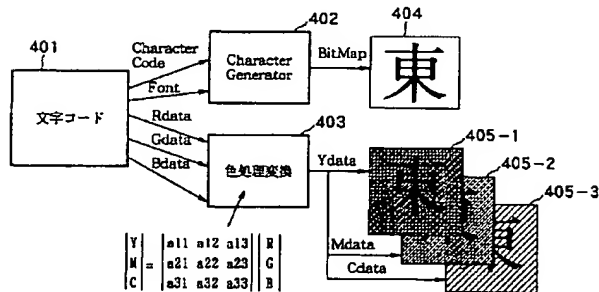 401
402
404
Character
Code
Font
Character
Generator
BitMap
東
文字コード
Rdata
Gdata
Bdata
403
色処理変換
Ydata
405-1
405-2
405-3
東
Mdata
Cdata
|Y| |a11 a12 a13| |R|
|M| = |a21 a22 a23| |G|
|C| |a31 a32 a33| |B|